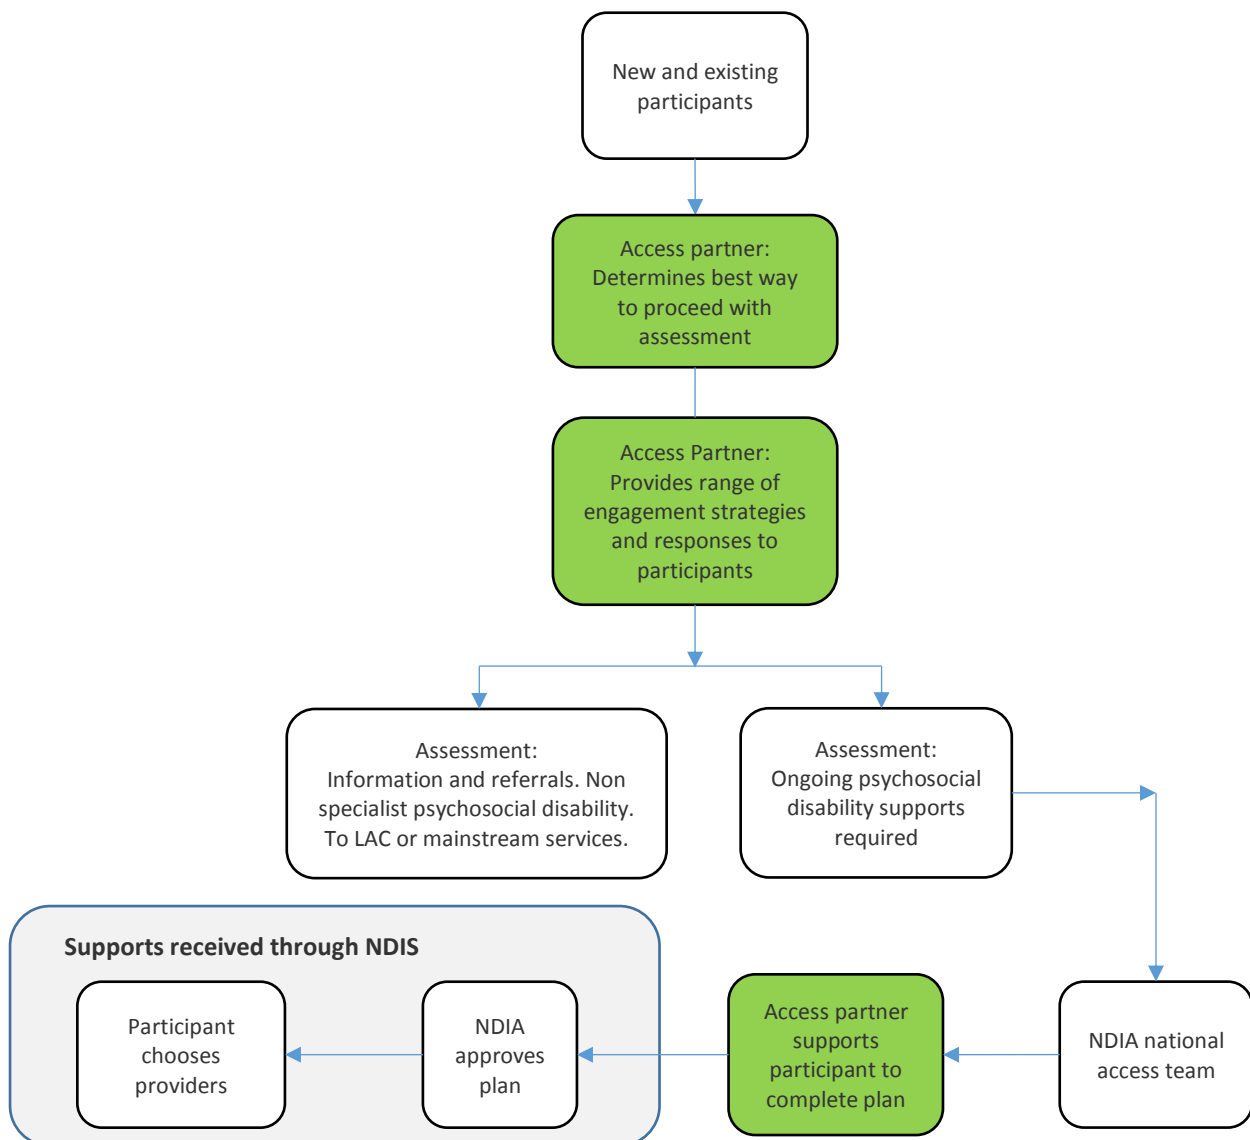 New and existing
participants
Access partner:
Determines best way
to proceed with
assessment
Access Partner:
Provides range of
engagement strategies
and responses to
participants
Assessment:
Information and referrals. Non
specialist psychosocial disability.
To LAC or mainstream services.
Assessment:
Ongoing psychosocial
disability supports
required
Supports received through NDIS
Participant
chooses
providers
NDIA
approves
plan
Access partner
supports
participant to
complete plan
NDIA national
access team